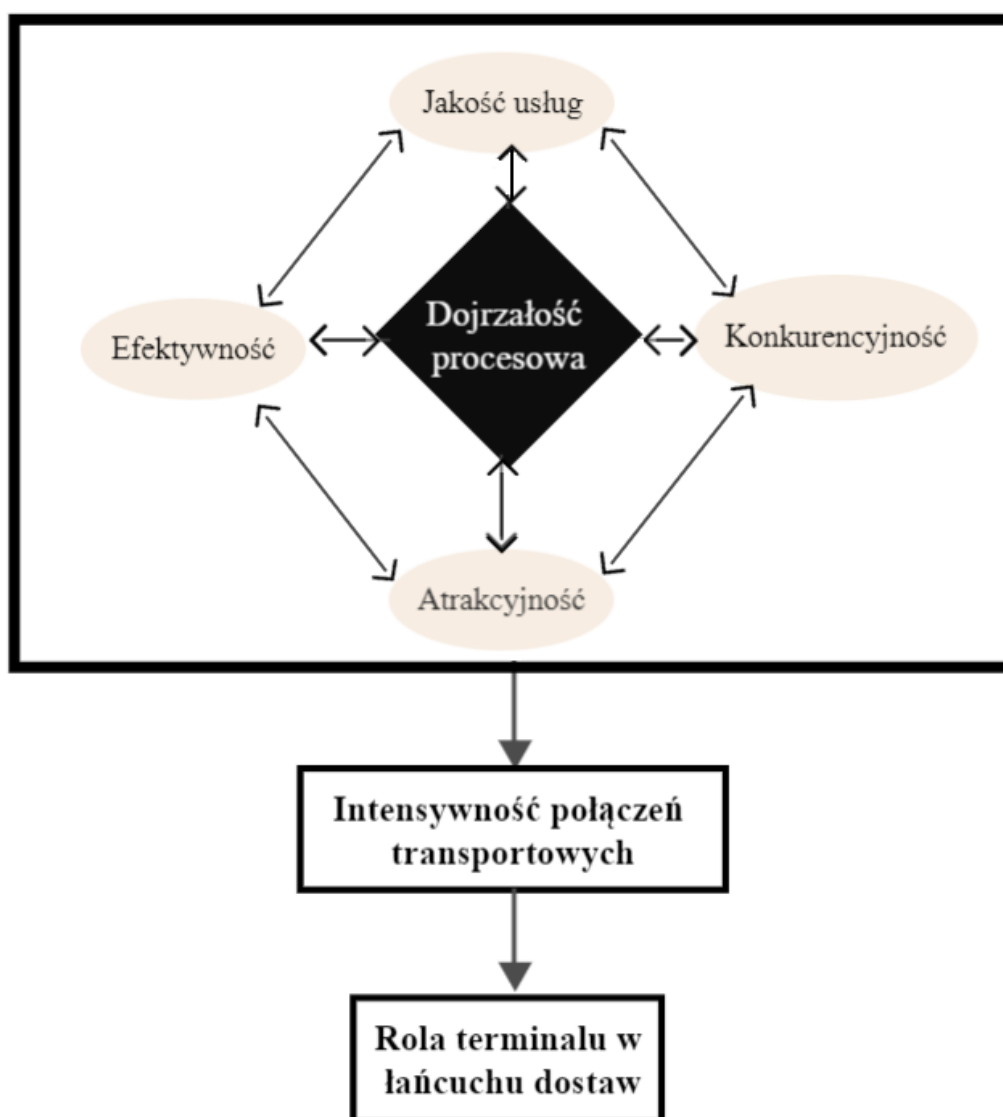 Jakość usług
Efektywność
Dojrzałość
procesowa
Konkurencyjność
Atrakcyjność
Intensywność połączeń
transportowych
Rola terminalu w
łańcuchu dostaw